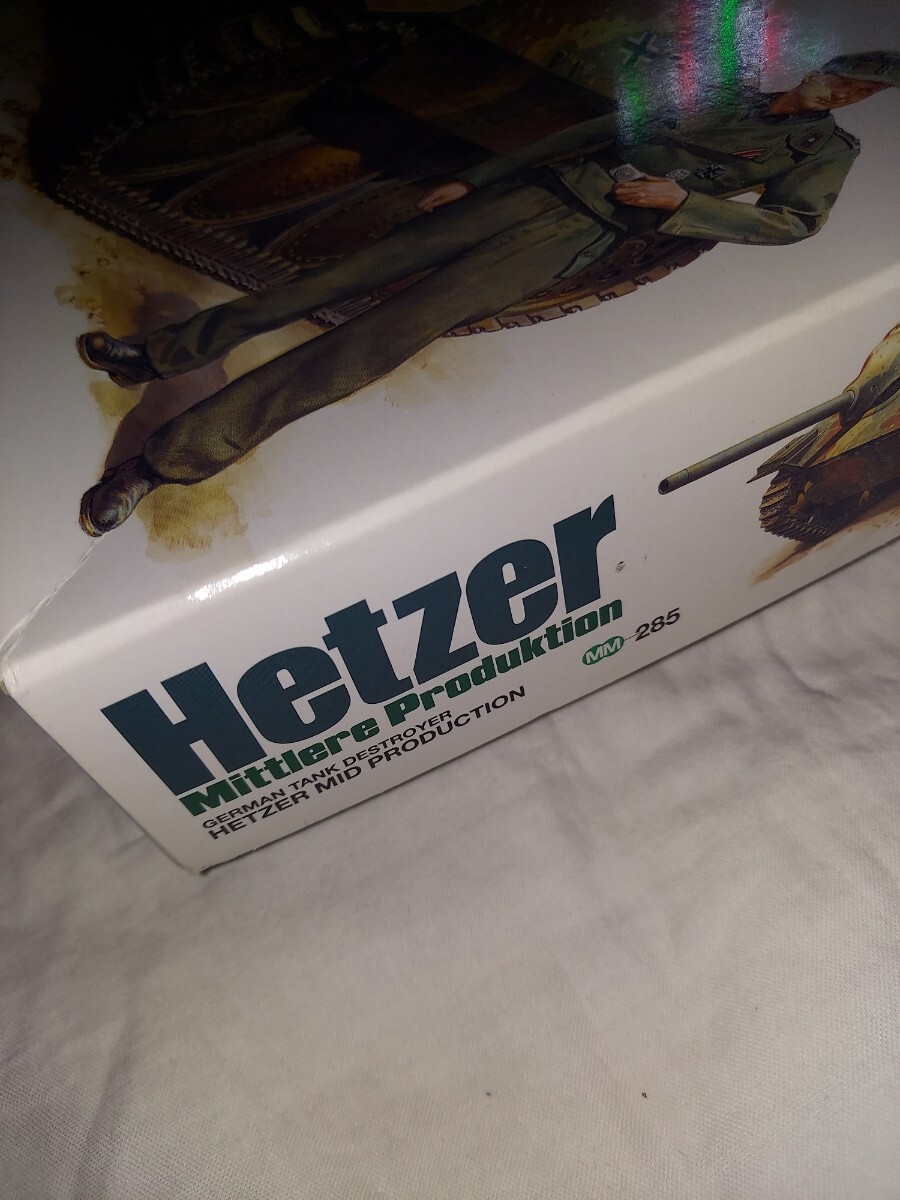 Hetzer
Mittlere Produktion
GERMAN TANK DESTROYER
HETZER MID PRODUCTION
MM 285